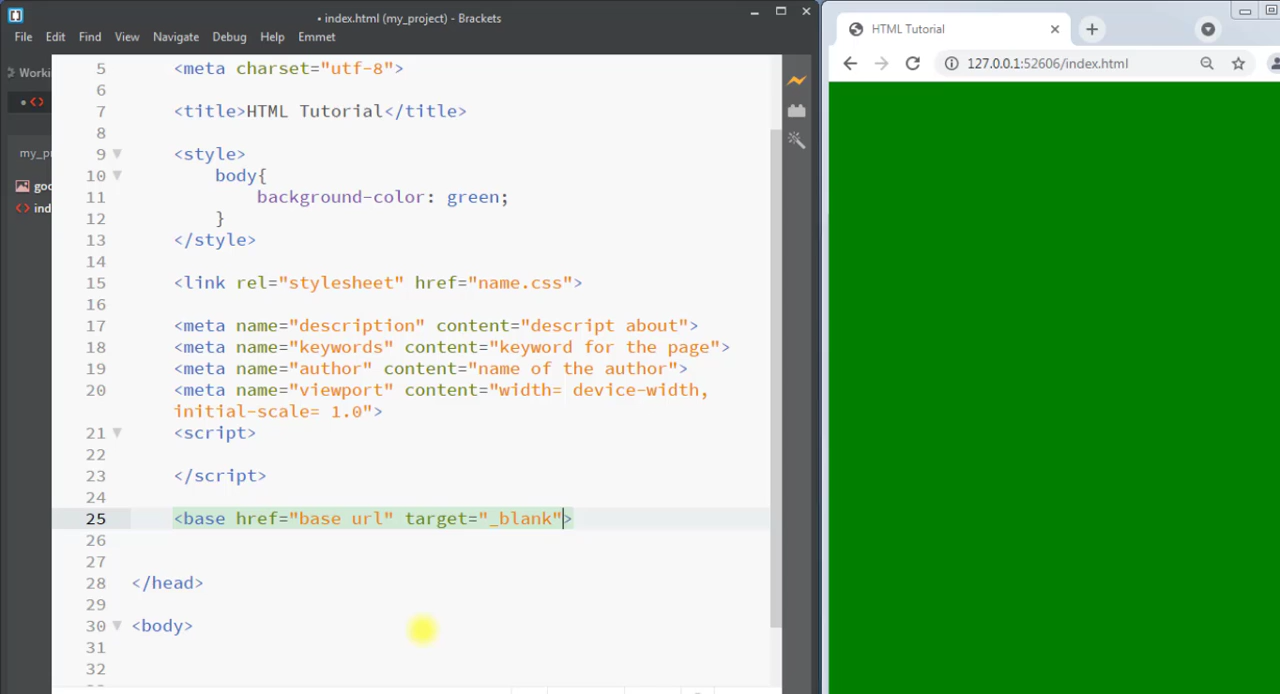 • index.html (my_project) - Brackets
File Edit Find View Navigate Debug Help Emmet
Worki
my_pr
goo
ind
5 <meta charset="utf-8">
6
7 <title>HTML Tutorial</title>
8
9 <style>
10 body{
11 background-color: green;
12 }
13 </style>
14
15 <link rel="stylesheet" href="name.css">
16
17 <meta name="description" content="descript about">
18 <meta name="keywords" content="keyword for the page">
19 <meta name="author" content="name of the author">
20 <meta name="viewport" content="width= device-width,
initial-scale= 1.0">
21 <script>
22
23 </script>
24
25 <base href="base url" target="_blank">
26
27
28 </head>
29
30 <body>
31
32
HTML Tutorial
127.0.0.1:52606/index.html